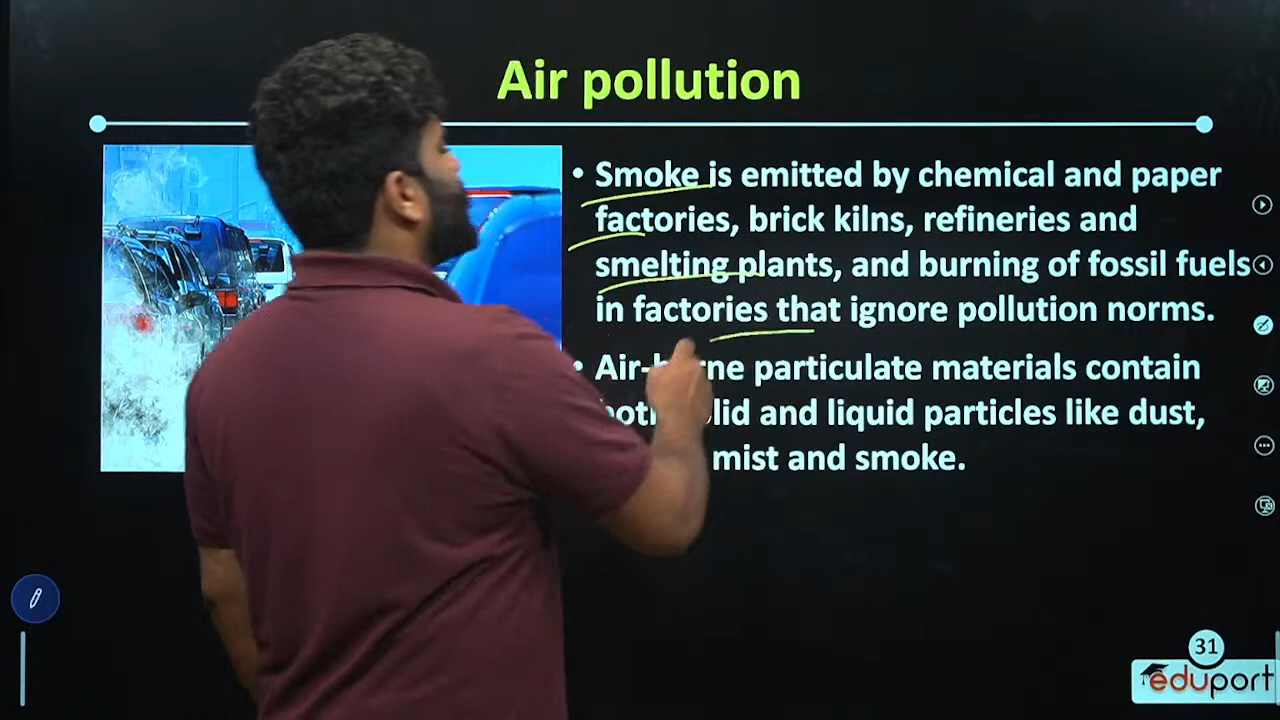 Air pollution
• Smoke is emitted by chemical and paper
factories, brick kilns, refineries and
smelting plants, and burning of fossil fuels
in factories that ignore pollution norms.
• particulate materials contain
and liquid particles like dust,
mist and smoke.
31
eduport